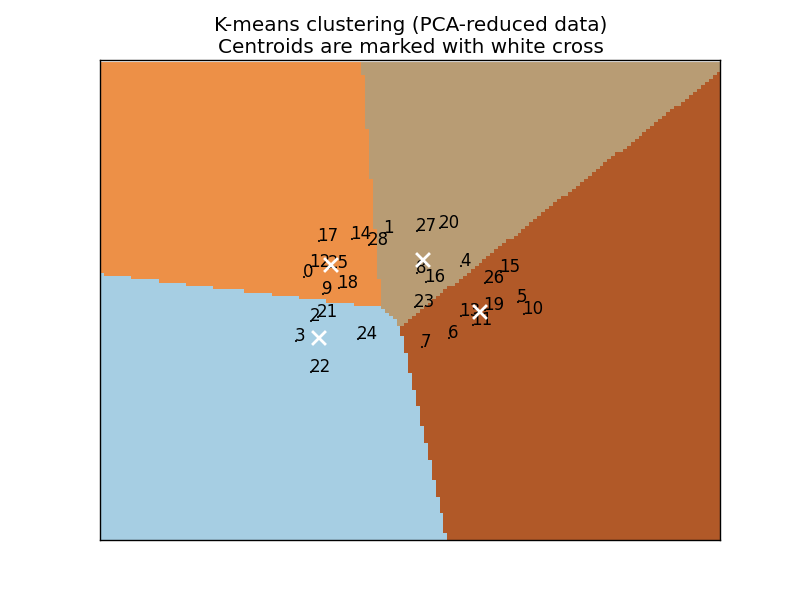 K-means clustering (PCA-reduced data)
Centroids are marked with white cross
1 27 20
17 14 28
12 25 4
0 8 15
9 18 16 26
23 19 5
2 21 10
11
3 24 7 6
22